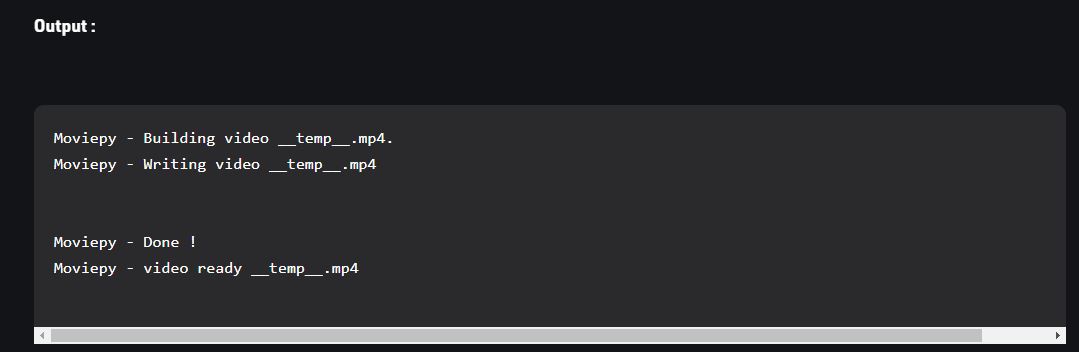 Output :
Moviepy - Building video __temp__.mp4.
Moviepy - Writing video __temp__.mp4
Moviepy - Done !
Moviepy - video ready __temp__.mp4